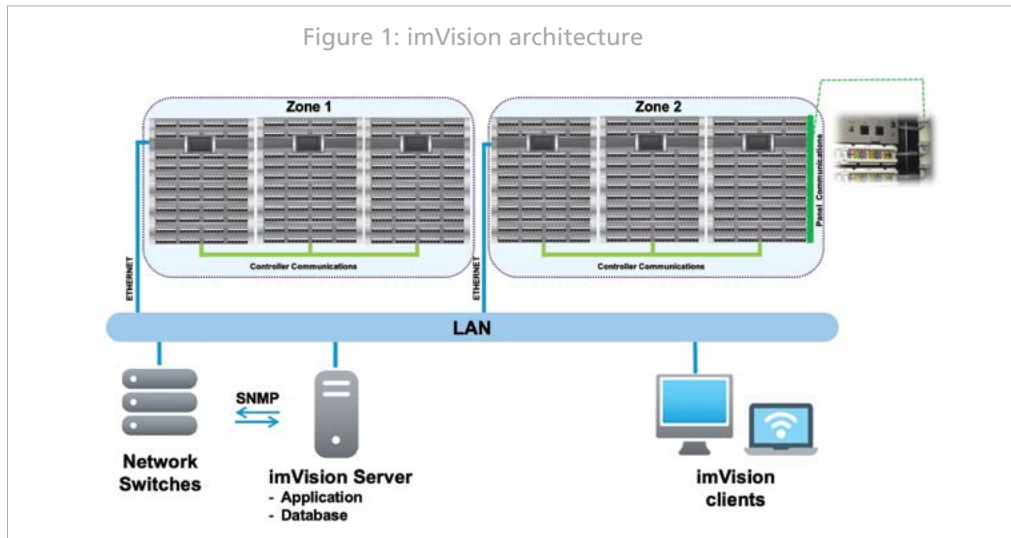 Figure 1: imVision architecture
Zone 1
Zone 2
Panel Communications
Controller Communications
Controller Communications
ETHERNET
ETHERNET
LAN
SNMP
Network
Switches
imVision Server
- Application
- Database
imVision
clients